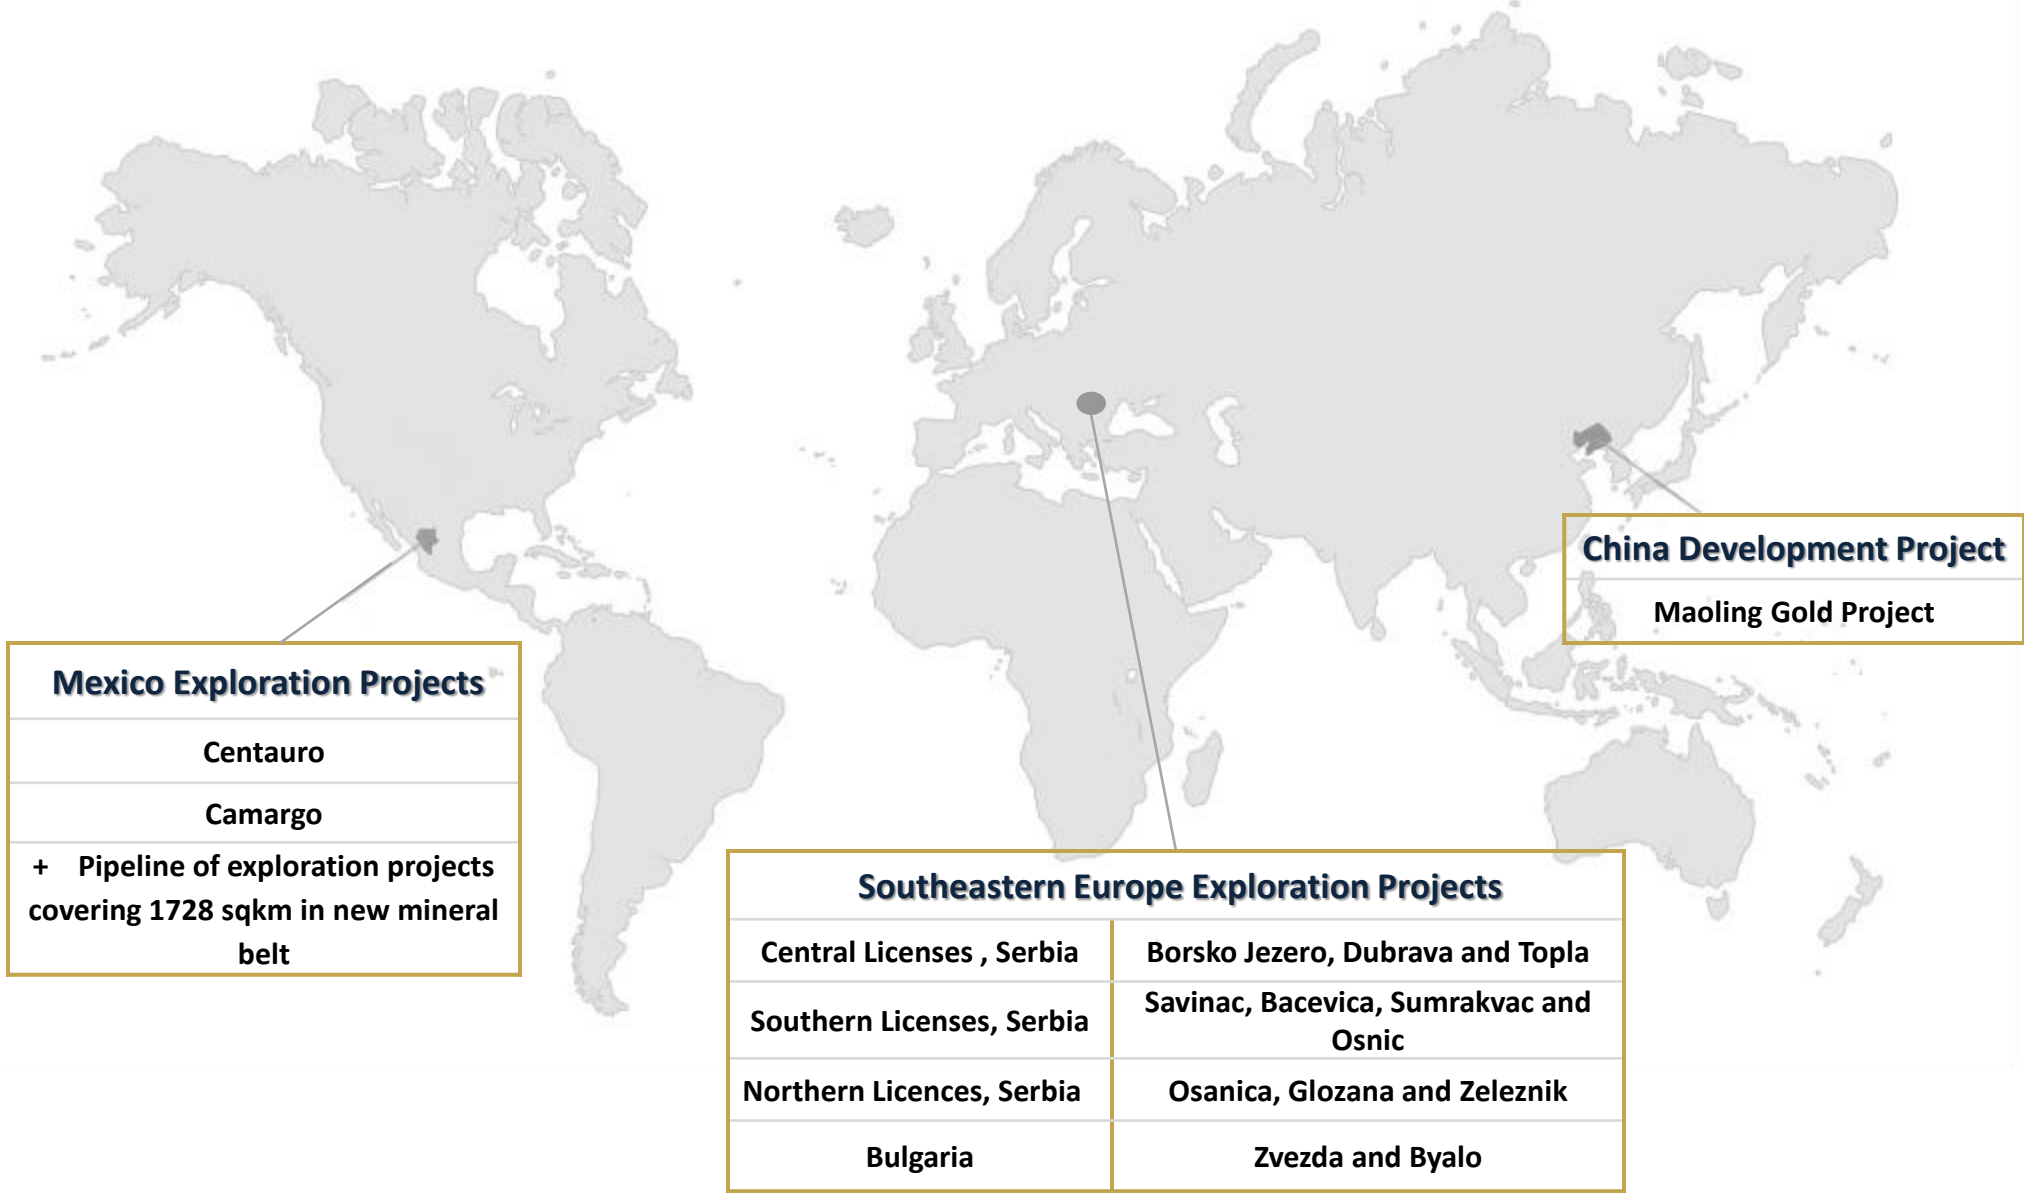 China Development Project
Maoling Gold Project
Mexico Exploration Projects
Centauro
Camargo
+ Pipeline of exploration projects
covering 1728 sqkm in new mineral
belt
Southeastern Europe Exploration Projects
Central Licenses , Serbia
Borsko Jezero, Dubrava and Topla
Southern Licenses, Serbia
Savinac, Bacevica, Sumrakvac and
Osnic
Northern Licences, Serbia
Osanica, Glozana and Zeleznik
Bulgaria
Zvezda and Byalo